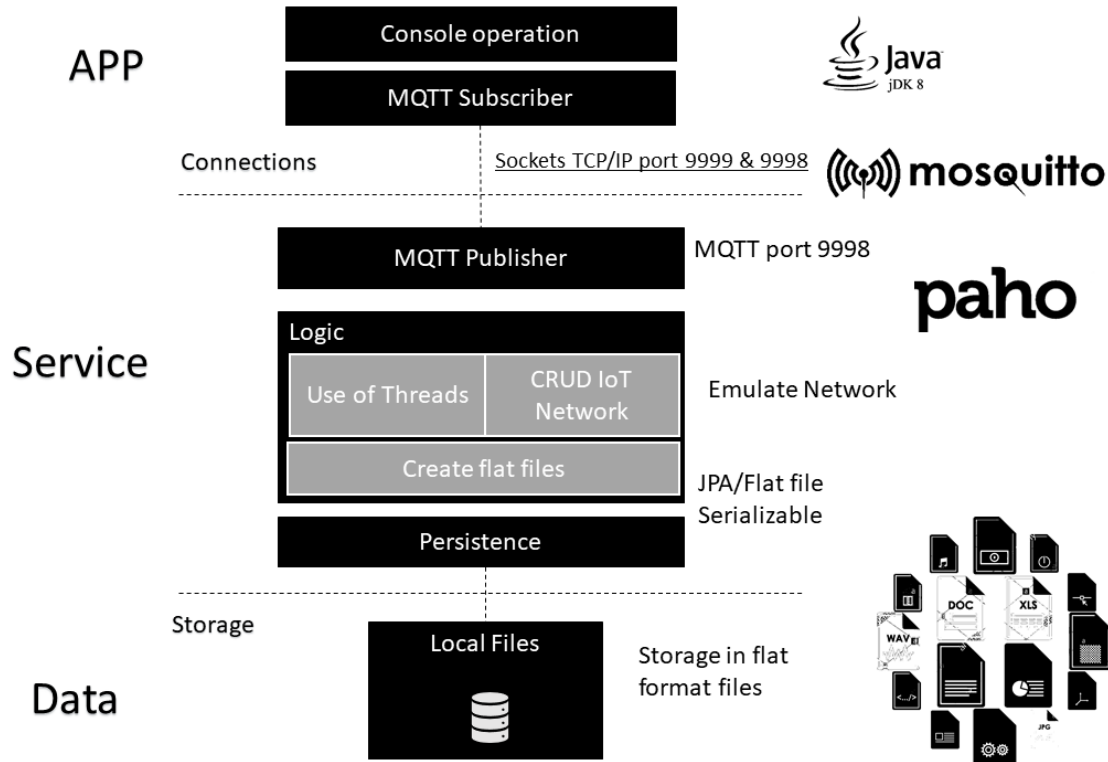 Console operation
APP
Java
jDK 8
MQTT Subscriber
Connections
Sockets TCP/IP port 9999 & 9998
mosquitto
MQTT Publisher
MQTT port 9998
paho
Logic
Service
Use of Threads
CRUD IoT
Network
Emulate Network
Create flat files
JPA/Flat file
Serializable
Persistence
Storage
DOC
XLS
WAV
Local Files
Storage in flat
format files
Data
<.../>
JPG